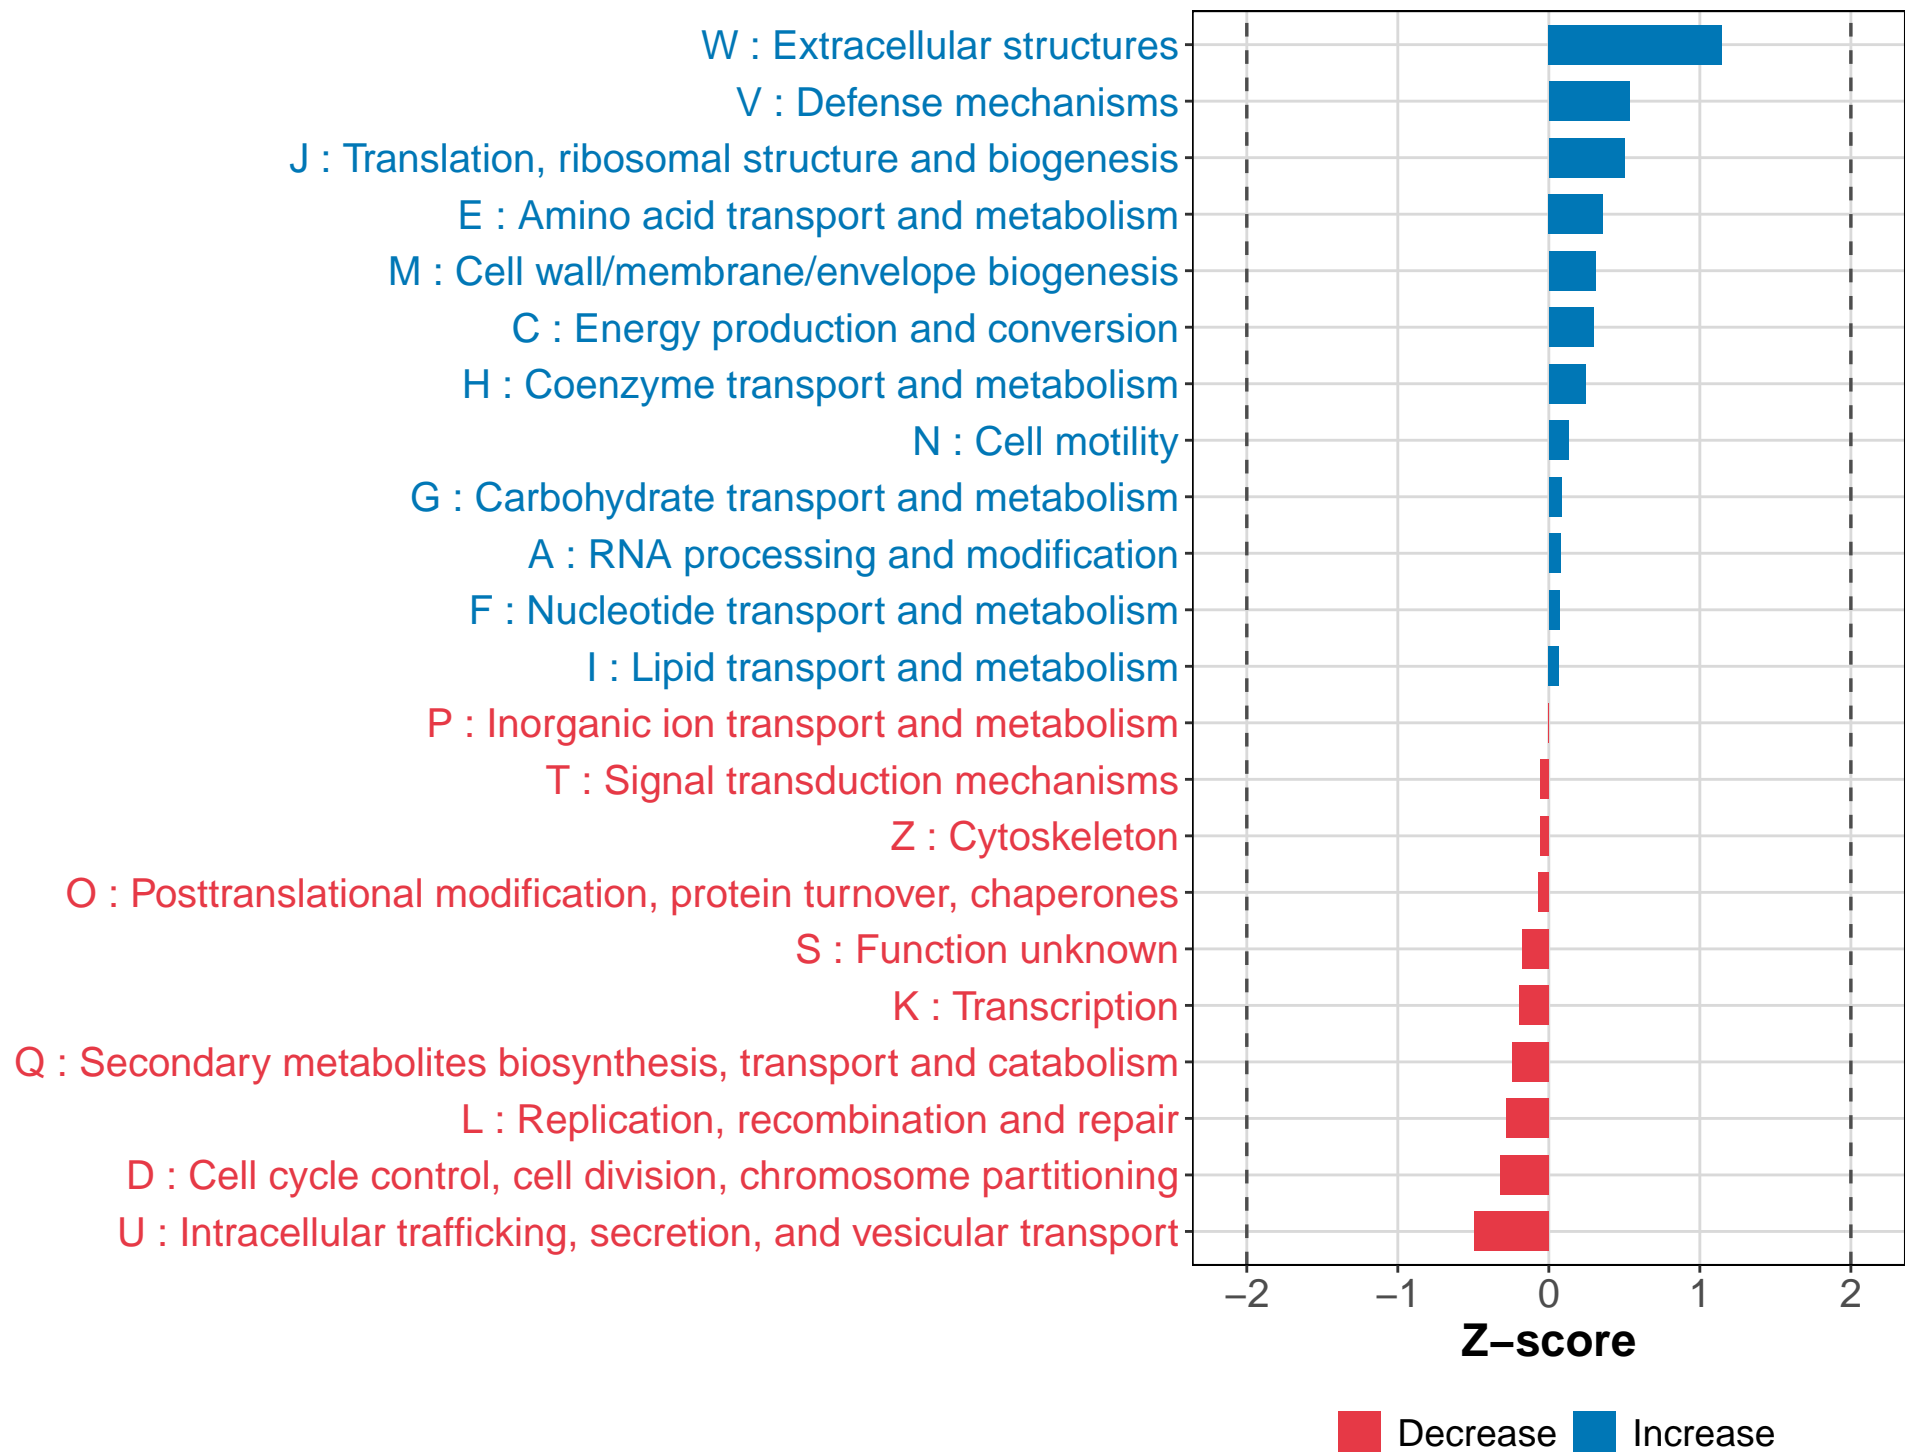 W : Extracellular structures
V : Defense mechanisms
J : Translation, ribosomal structure and biogenesis
E : Amino acid transport and metabolism
M : Cell wall/membrane/envelope biogenesis
C : Energy production and conversion
H : Coenzyme transport and metabolism
N : Cell motility
G : Carbohydrate transport and metabolism
A : RNA processing and modification
F : Nucleotide transport and metabolism
I : Lipid transport and metabolism
P : Inorganic ion transport and metabolism
T : Signal transduction mechanisms
Z : Cytoskeleton
O : Posttranslational modification, protein turnover, chaperones
S : Function unknown
K : Transcription
Q : Secondary metabolites biosynthesis, transport and catabolism
L : Replication, recombination and repair
D : Cell cycle control, cell division, chromosome partitioning
U : Intracellular trafficking, secretion, and vesicular transport
−2 −1 0 1 2
Z−score
Decrease Increase